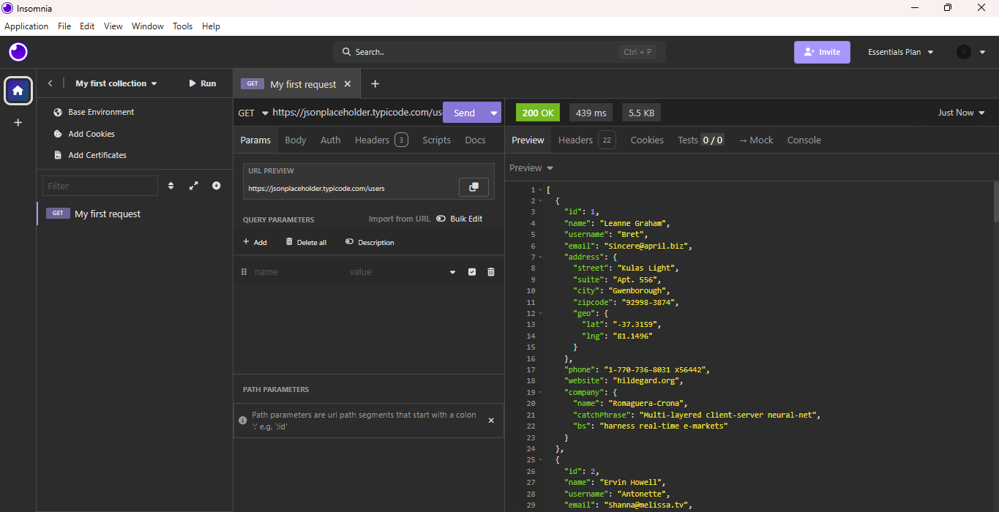 Insomnia
Application File Edit View Window Tools Help
Search.. Ctrl + P Invite Essentials Plan
My first collection Run
Base Environment
Add Cookies
Add Certificates
Filter
GET My first request
GET My first request
GET https://jsonplaceholder.typicode.com/us Send
Params Body Auth Headers 3 Scripts Docs
URL PREVIEW
https://jsonplaceholder.typicode.com/users
QUERY PARAMETERS Import from URL Bulk Edit
+ Add Delete all Description
name value
PATH PARAMETERS
Path parameters are url path segments that start with a colon
':' e.g. ':id'
200 OK 439 ms 5.5 KB Just Now
Preview Headers 22 Cookies Tests 0 / 0 → Mock Console
Preview
1 [
2 {
3 "id": 1,
4 "name": "Leanne Graham",
5 "username": "Bret",
6 "email": "Sincere@april.biz",
7 "address": {
8 "street": "Kulas Light",
9 "suite": "Apt. 556",
10 "city": "Gwenborough",
11 "zipcode": "92998-3874",
12 "geo": {
13 "lat": "-37.3159",
14 "lng": "81.1496"
15 }
16 },
17 "phone": "1-770-736-8031 x56442",
18 "website": "hildegard.org",
19 "company": {
20 "name": "Romaguera-Crona",
21 "catchPhrase": "Multi-layered client-server neural-net",
22 "bs": "harness real-time e-markets"
23 }
24 },
25 {
26 "id": 2,
27 "name": "Ervin Howell",
28 "username": "Antonette",
29 "email": "Shanna@melissa.tv",